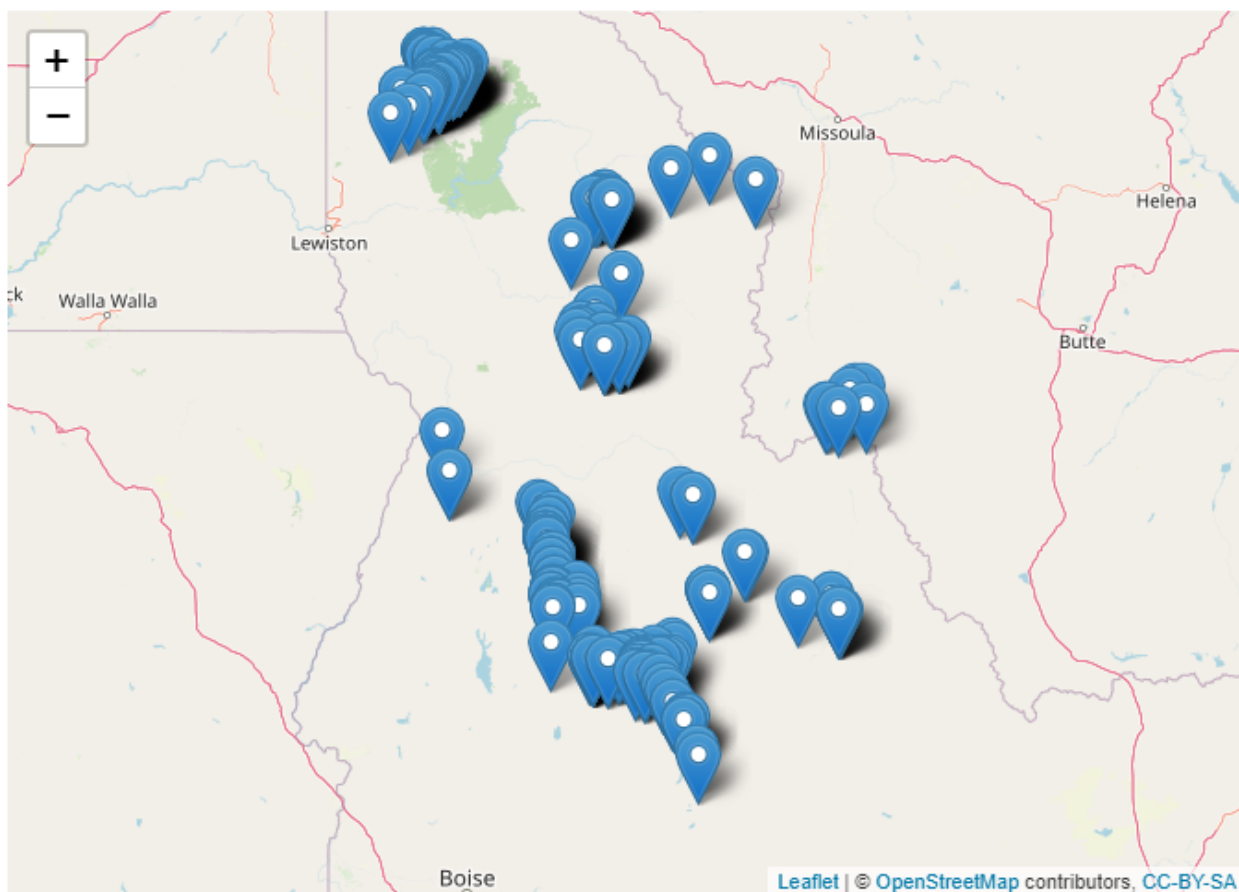 +
−
Missoula
Helena
Lewiston
ck
Walla Walla
Butte
Boise
Leaflet | © OpenStreetMap contributors, CC-BY-SA